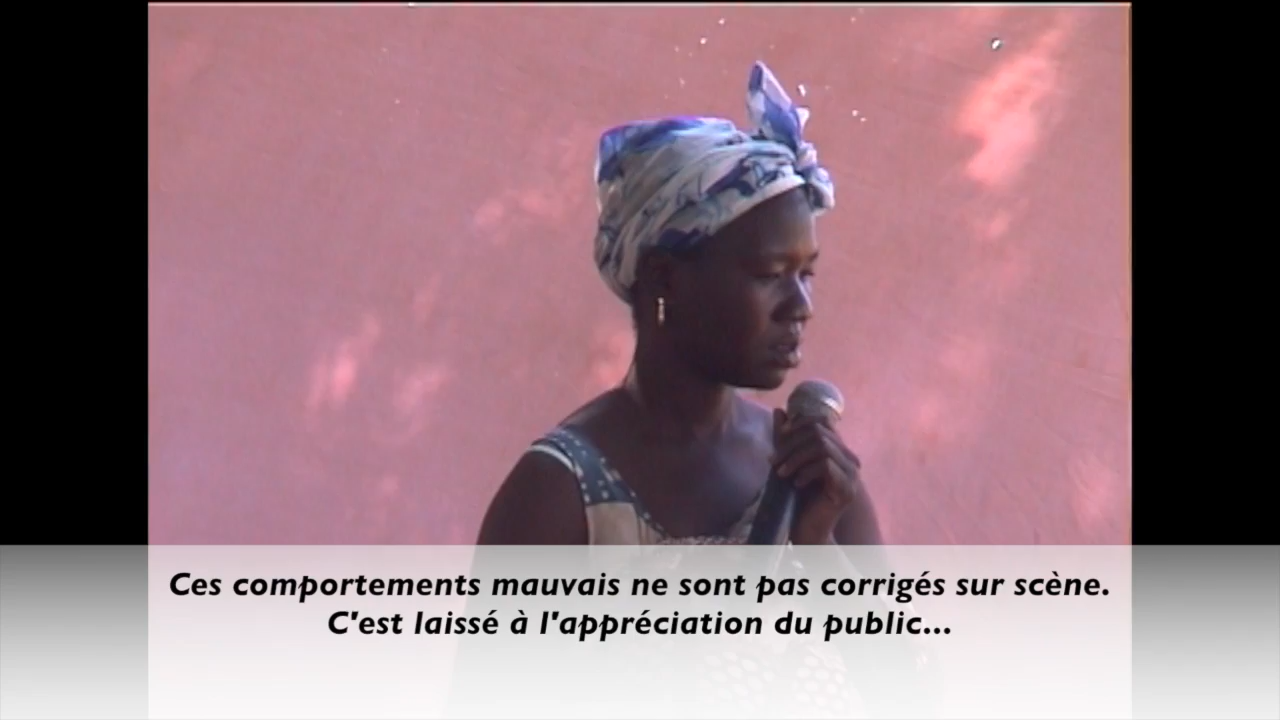 Ces comportements mauvais ne sont pas corrigés sur scène.
C'est laissé à l'appréciation du public...